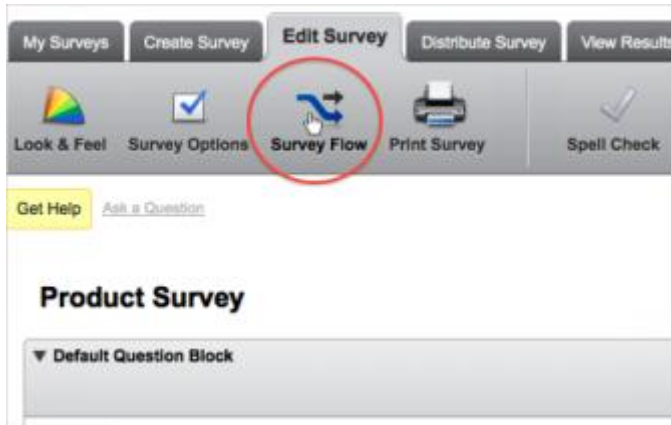 My Surveys Create Survey Edit Survey Distribute Survey View Results
Look & Feel Survey Options Survey Flow Print Survey Spell Check
Get Help Ask a Question
Product Survey
Default Question Block